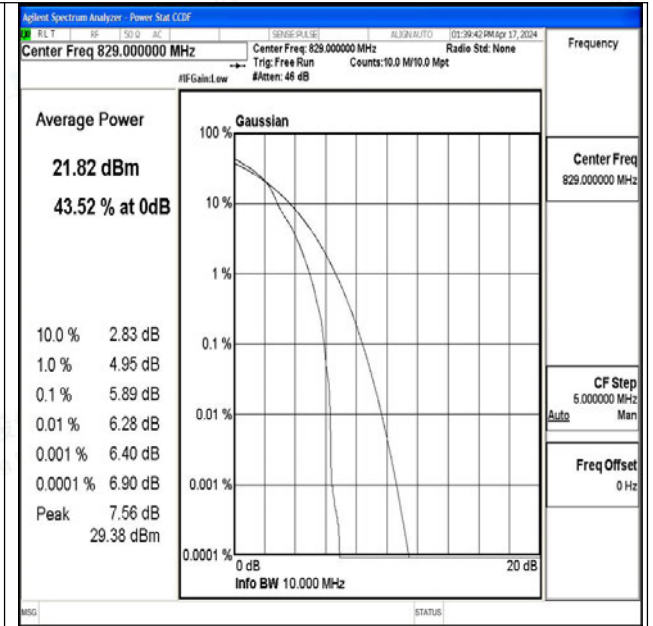 Agilent Spectrum Analyzer - Power Stat CCDF
RL T RF 50 Ω AC SENSE:PULSE ALIGN AUTO 01:39:42 PM Apr 17, 2024
Center Freq 829.000000 MHz
Center Freq: 829.000000 MHz Radio Std: None
Trig: Free Run Counts:10.0 M/10.0 Mpt
#IFGain:Low #Atten: 46 dB
Frequency
Average Power
21.82 dBm
43.52 % at 0dB
10.0 % 2.83 dB
1.0 % 4.95 dB
0.1 % 5.89 dB
0.01 % 6.28 dB
0.001 % 6.40 dB
0.0001 % 6.90 dB
Peak 7.56 dB
29.38 dBm
Gaussian
100 %
10 %
1 %
0.1 %
0.01 %
0.001 %
0.0001 %
0 dB 20 dB
Info BW 10.000 MHz
Center Freq
829.000000 MHz
CF Step
5.000000 MHz
Auto Man
Freq Offset
0 Hz
MSG STATUS